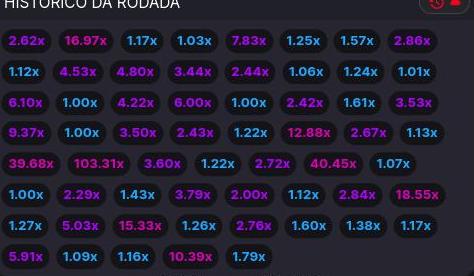 HISTÓRICO DA RODADA
2.62x 16.97x 1.17x 1.03x 7.83x 1.25x 1.57x 2.86x
1.12x 4.53x 4.80x 3.44x 2.44x 1.06x 1.24x 1.01x
6.10x 1.00x 4.22x 6.00x 1.00x 2.42x 1.61x 3.53x
9.37x 1.00x 3.50x 2.43x 1.22x 12.88x 2.67x 1.13x
39.68x 103.31x 3.60x 1.22x 2.72x 40.45x 1.07x
1.00x 2.29x 1.43x 3.79x 2.00x 1.12x 2.84x 18.55x
1.27x 5.03x 15.33x 1.26x 2.76x 1.60x 1.38x 1.17x
5.91x 1.09x 1.16x 10.39x 1.79x